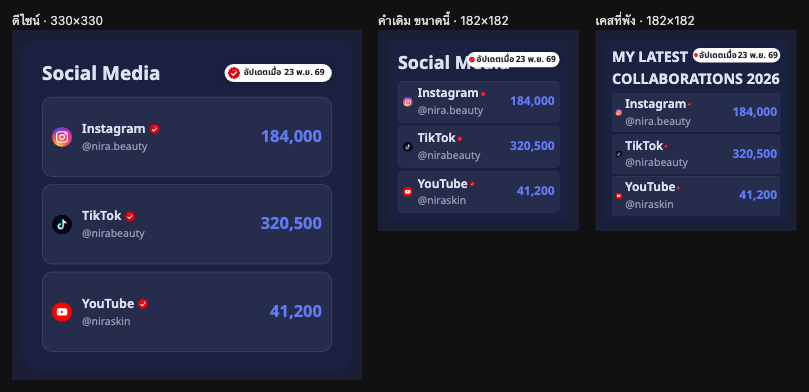 ดีไซน์ · 330×330
Social Media
อัปเดตเมื่อ 23 พ.ย. 69
Instagram
@nira.beauty
184,000
TikTok
@nirabeauty
320,500
YouTube
@niraskin
41,200
คำเดิม ขนาดนี้ · 182×182
Social Media
อัปเดตเมื่อ 23 พ.ย. 69
Instagram
@nira.beauty
184,000
TikTok
@nirabeauty
320,500
YouTube
@niraskin
41,200
เคสที่พัง · 182×182
MY LATEST
อัปเดตเมื่อ 23 พ.ย. 69
COLLABORATIONS 2026
Instagram
@nira.beauty
184,000
TikTok
@nirabeauty
320,500
YouTube
@niraskin
41,200